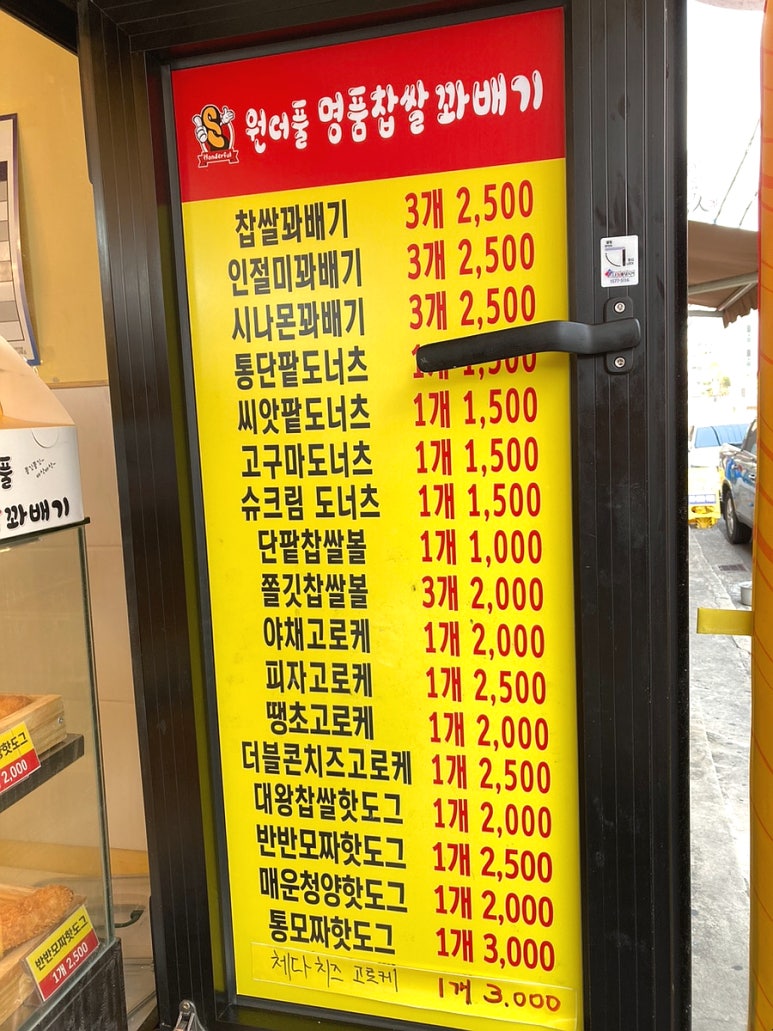 원더풀 명품찹쌀 꽈배기
Wonderful
찹쌀꽈배기 3개 2,500
인절미꽈배기 3개 2,500
시나몬꽈배기 3개 2,500
통단팥도너츠 1개 1,500
씨앗팥도너츠 1개 1,500
고구마도너츠 1개 1,500
슈크림 도너츠 1개 1,500
단팥찹쌀볼 1개 1,000
쫄깃찹쌀볼 3개 2,000
야채고로케 1개 2,000
피자고로케 1개 2,500
땡초고로케 1개 2,000
더블콘치즈고로케 1개 2,500
대왕찹쌀핫도그 1개 2,000
반반모짜핫도그 1개 2,500
매운청양핫도그 1개 2,000
통모짜핫도그 1개 3,000
체다치즈 고로케 1개 3.000
풀
꽈배기
핫도그
2,000
반반모짜핫도그
1개 2,500